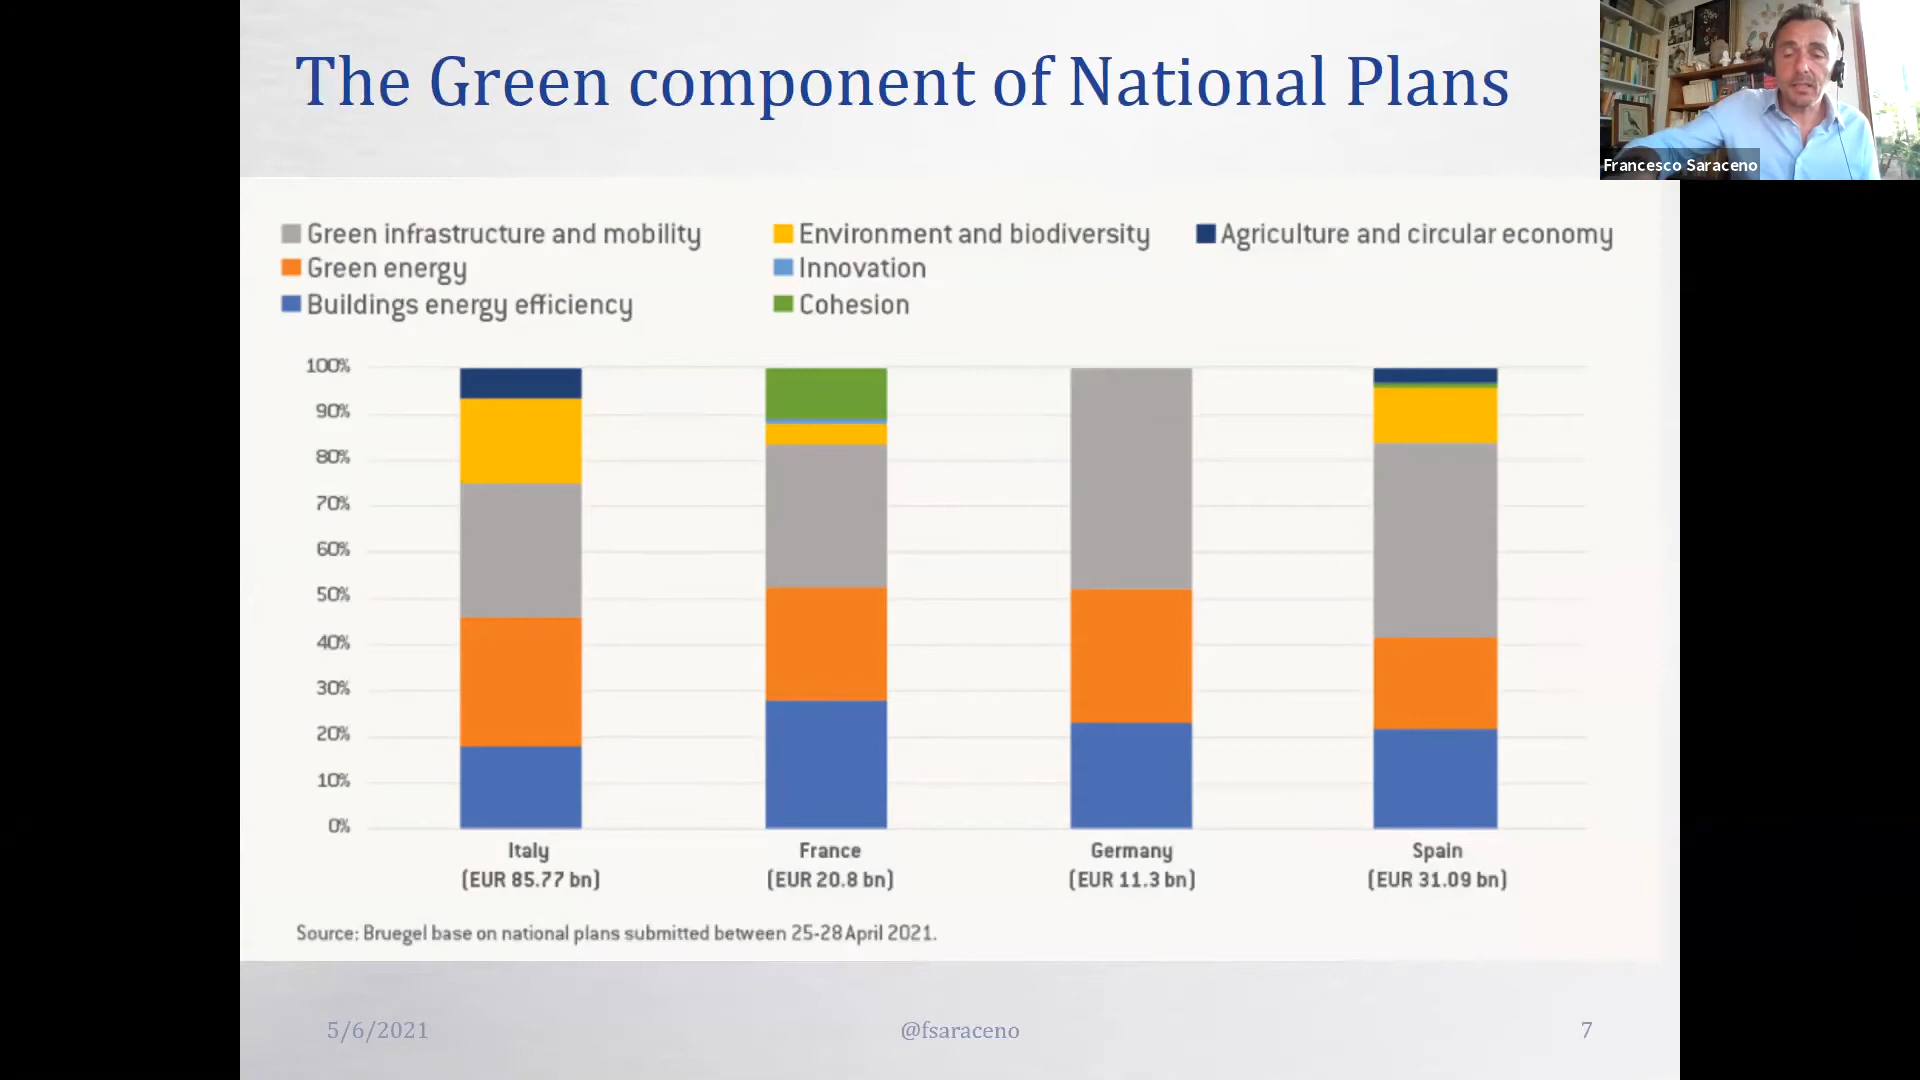 The Green component of National Plans
Francesco Saraceno
Green infrastructure and mobility
Environment and biodiversity
Agriculture and circular economy
Green energy
Innovation
Buildings energy efficiency
Cohesion
100%
90%
80%
70%
60%
50%
40%
30%
20%
10%
0%
Italy
(EUR 85.77 bn)
France
(EUR 20.8 bn)
Germany
(EUR 11.3 bn)
Spain
(EUR 31.09 bn)
Source: Bruegel base on national plans submitted between 25-28 April 2021.
5/6/2021
@fsaraceno
7